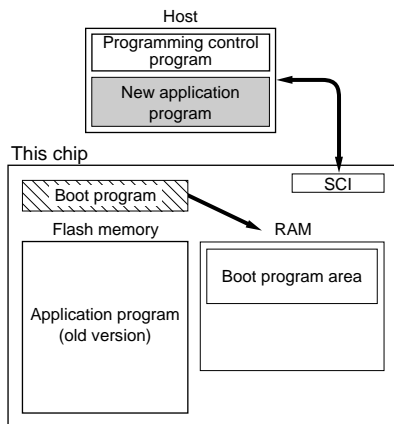 Host
Programming control
program
New application
program
This chip
SCI
Boot program
Flash memory
RAM
Boot program area
Application program
(old version)